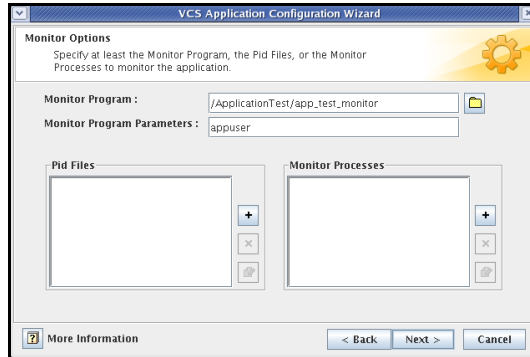 VCS Application Configuration Wizard
Monitor Options
Specify at least the Monitor Program, the Pid Files, or the Monitor
Processes to monitor the application.
Monitor Program : /ApplicationTest/app_test_monitor
Monitor Program Parameters : appuser
Pid Files Monitor Processes
? More Information < Back Next > Cancel